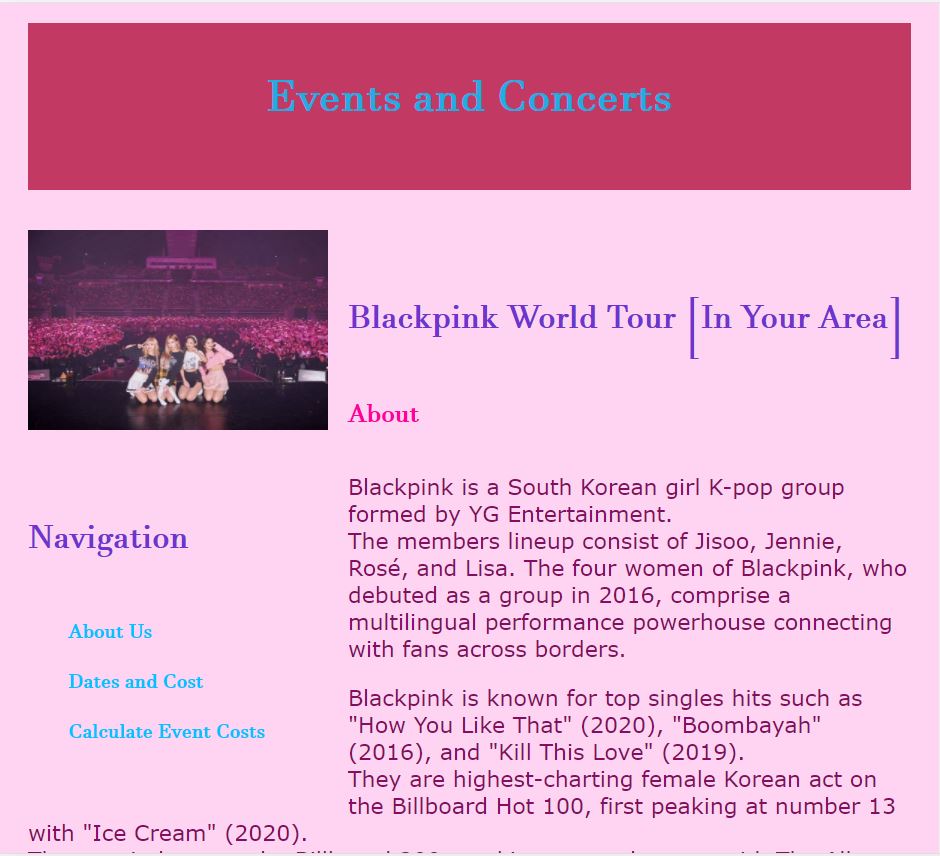 Events and Concerts
Blackpink World Tour [In Your Area]
About
Blackpink is a South Korean girl K-pop group
formed by YG Entertainment.
The members lineup consist of Jisoo, Jennie,
Rosé, and Lisa. The four women of Blackpink, who
debuted as a group in 2016, comprise a
multilingual performance powerhouse connecting
with fans across borders.
Blackpink is known for top singles hits such as
"How You Like That" (2020), "Boombayah"
(2016), and "Kill This Love" (2019).
They are highest-charting female Korean act on
the Billboard Hot 100, first peaking at number 13
with "Ice Cream" (2020).
Navigation
About Us
Dates and Cost
Calculate Event Costs